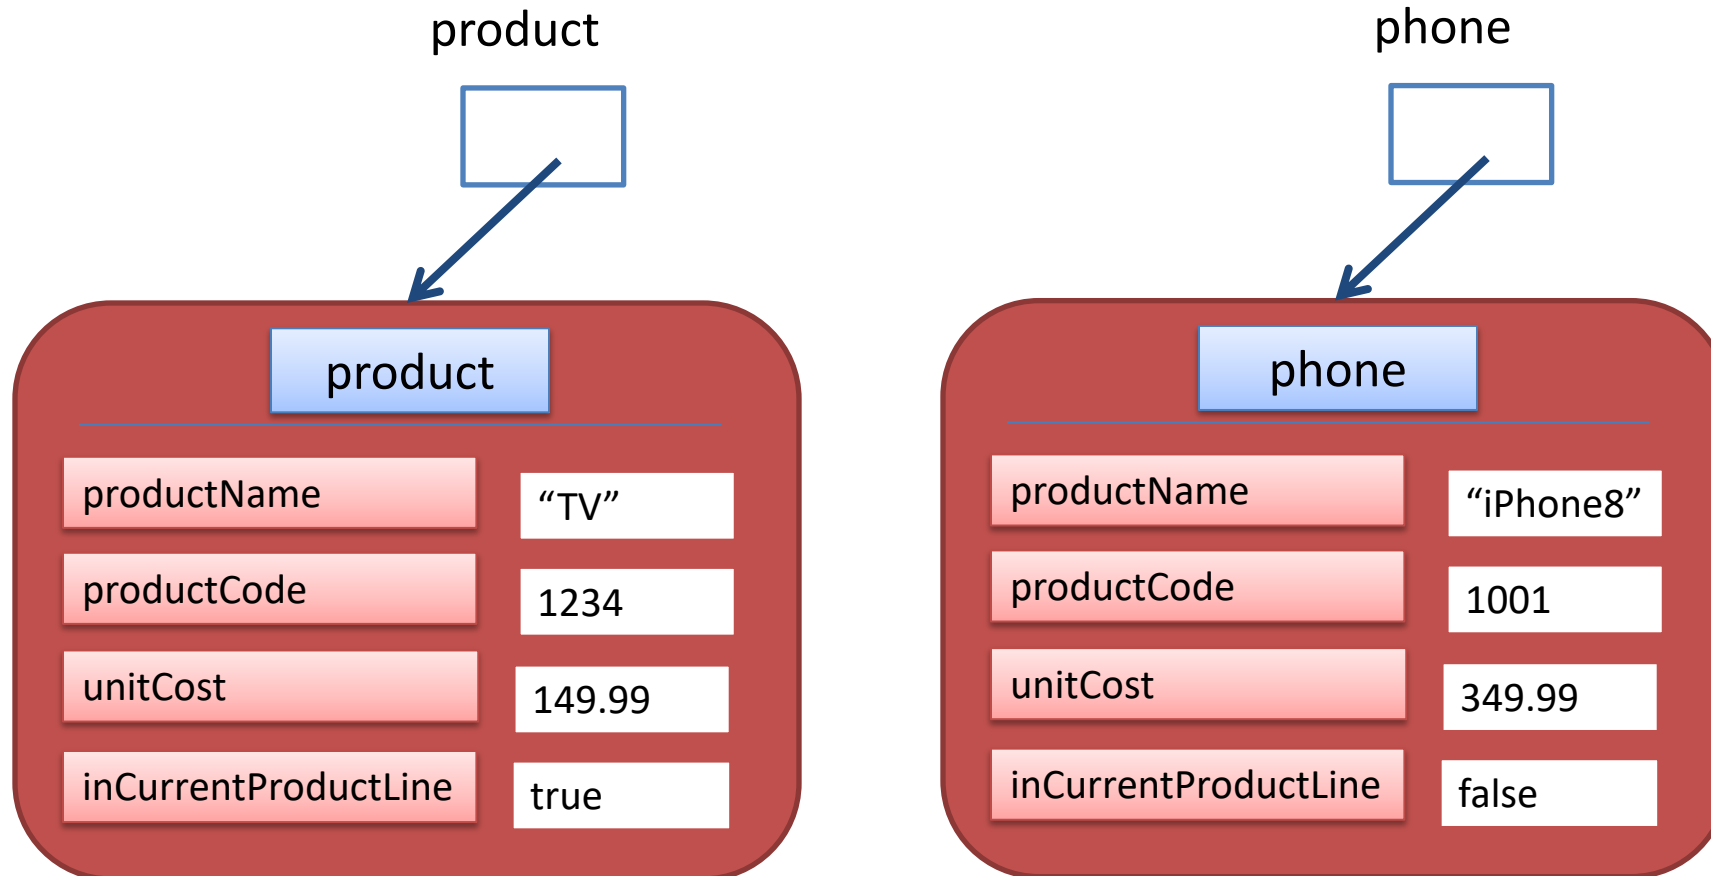 product
product
productName
“TV”
productCode
1234
unitCost
149.99
inCurrentProductLine
true
phone
phone
productName
“iPhone8”
productCode
1001
unitCost
349.99
inCurrentProductLine
false